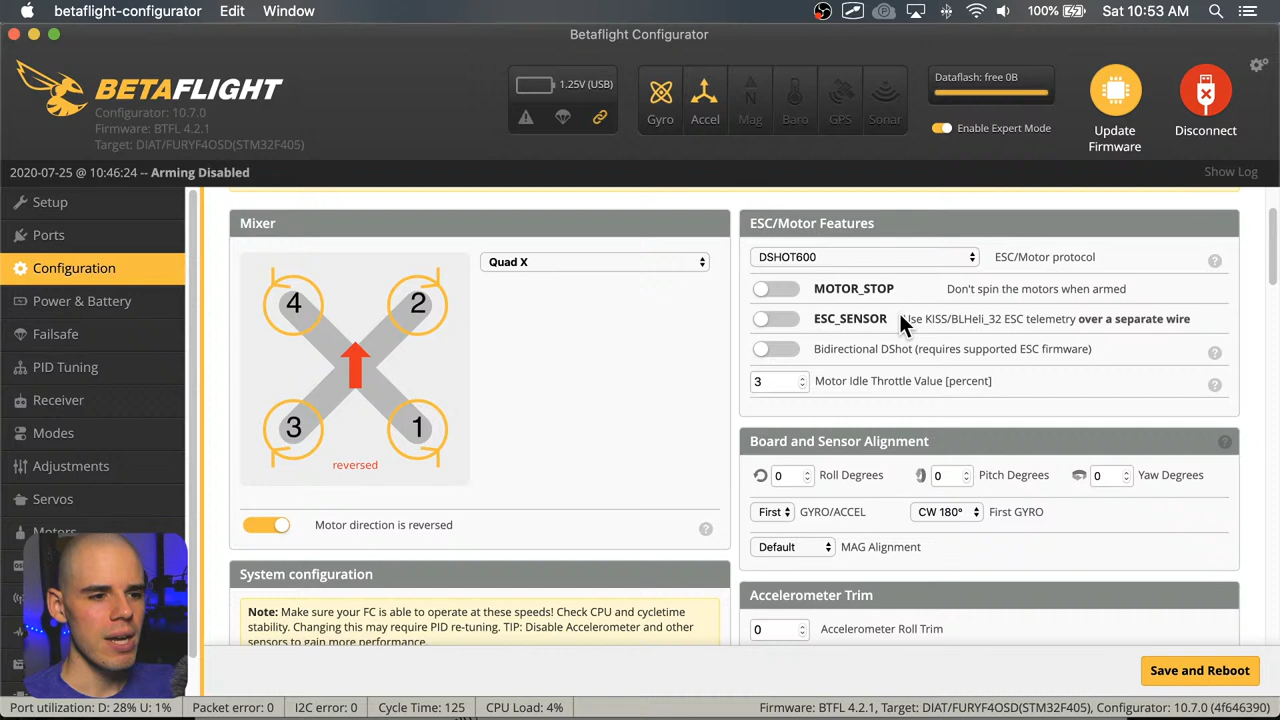 betaflight-configurator Edit Window 100% Sat 10:53 AM
Betaflight Configurator
BETAFLIGHT
Configurator: 10.7.0
Firmware: BTFL 4.2.1
Target: DIAT/FURYF4OSD(STM32F405)
1.25V (USB)
Gyro Accel Mag Baro GPS Sonar
Dataflash: free 0B
Enable Expert Mode
Update Firmware
Disconnect
2020-07-25 @ 10:46:24 -- Arming Disabled
Show Log
Setup
Ports
Configuration
Power & Battery
Failsafe
PID Tuning
Receiver
Modes
Adjustments
Servos
Motors
Mixer
Quad X
4 2
3 1
reversed
Motor direction is reversed
System configuration
Note: Make sure your FC is able to operate at these speeds! Check CPU and cycletime
stability. Changing this may require PID re-tuning. TIP: Disable Accelerometer and other
sensors to gain more performance.
ESC/Motor Features
DSHOT600 ESC/Motor protocol
MOTOR_STOP Don't spin the motors when armed
ESC_SENSOR Use KISS/BLHeli_32 ESC telemetry over a separate wire
Bidirectional DShot (requires supported ESC firmware)
3 Motor Idle Throttle Value [percent]
Board and Sensor Alignment
0 Roll Degrees 0 Pitch Degrees 0 Yaw Degrees
First GYRO/ACCEL CW 180° First GYRO
Default MAG Alignment
Accelerometer Trim
0 Accelerometer Roll Trim
Save and Reboot
Port utilization: D: 28% U: 1% Packet error: 0 I2C error: 0 Cycle Time: 125 CPU Load: 4% Firmware: BTFL 4.2.1, Target: DIAT/FURYF4OSD(STM32F405), Configurator: 10.7.0 (4f646390)